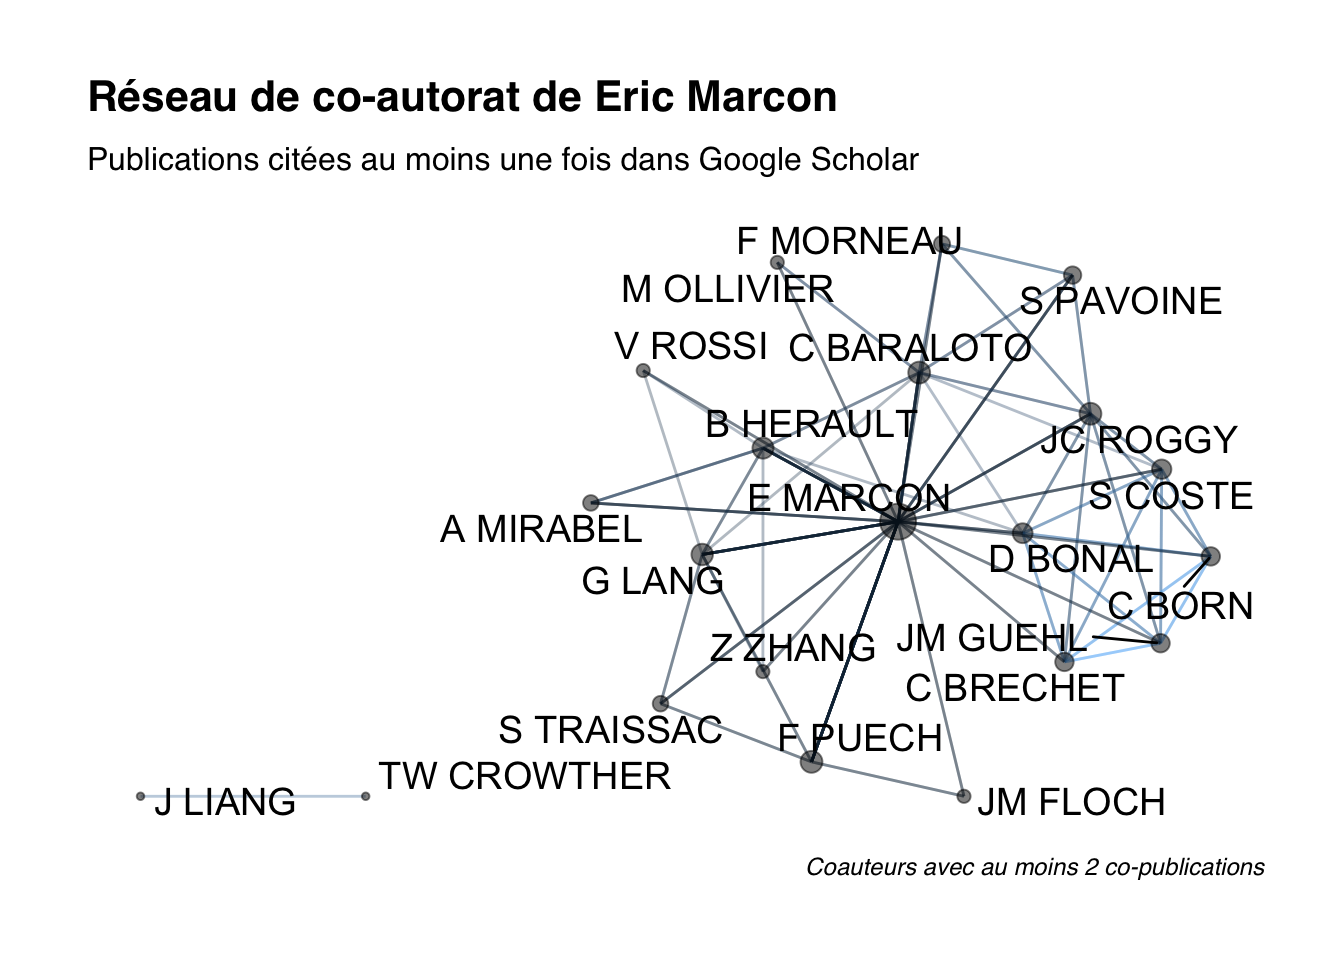 Réseau de co-autorat de Eric Marcon
Publications citées au moins une fois dans Google Scholar
F MORNEAU
M OLLIVIER
S PAVOINE
V ROSSI
C BARALOTO
B HERAULT
JC ROGGY
E MARCON
S COSTE
A MIRABEL
D BONAL
G LANG
C BORN
Z ZHANG
JM GUEHL
C BRECHET
S TRAISSAC
F PUECH
TW CROWTHER
J LIANG
JM FLOCH
Coauteurs avec au moins 2 co-publications